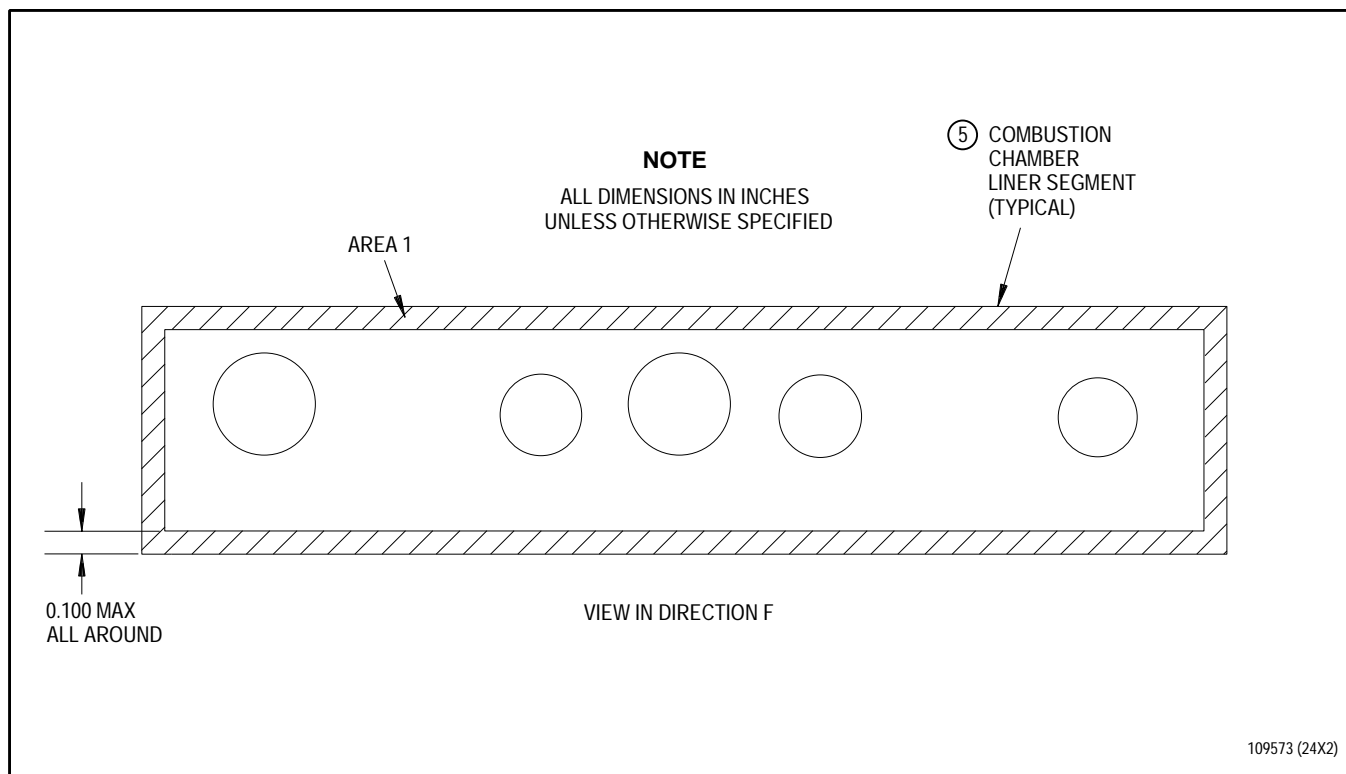 NOTE
ALL DIMENSIONS IN INCHES
UNLESS OTHERWISE SPECIFIED
5 COMBUSTION
CHAMBER
LINER SEGMENT
(TYPICAL)
AREA 1
0.100 MAX
ALL AROUND
VIEW IN DIRECTION F
109573 (24X2)